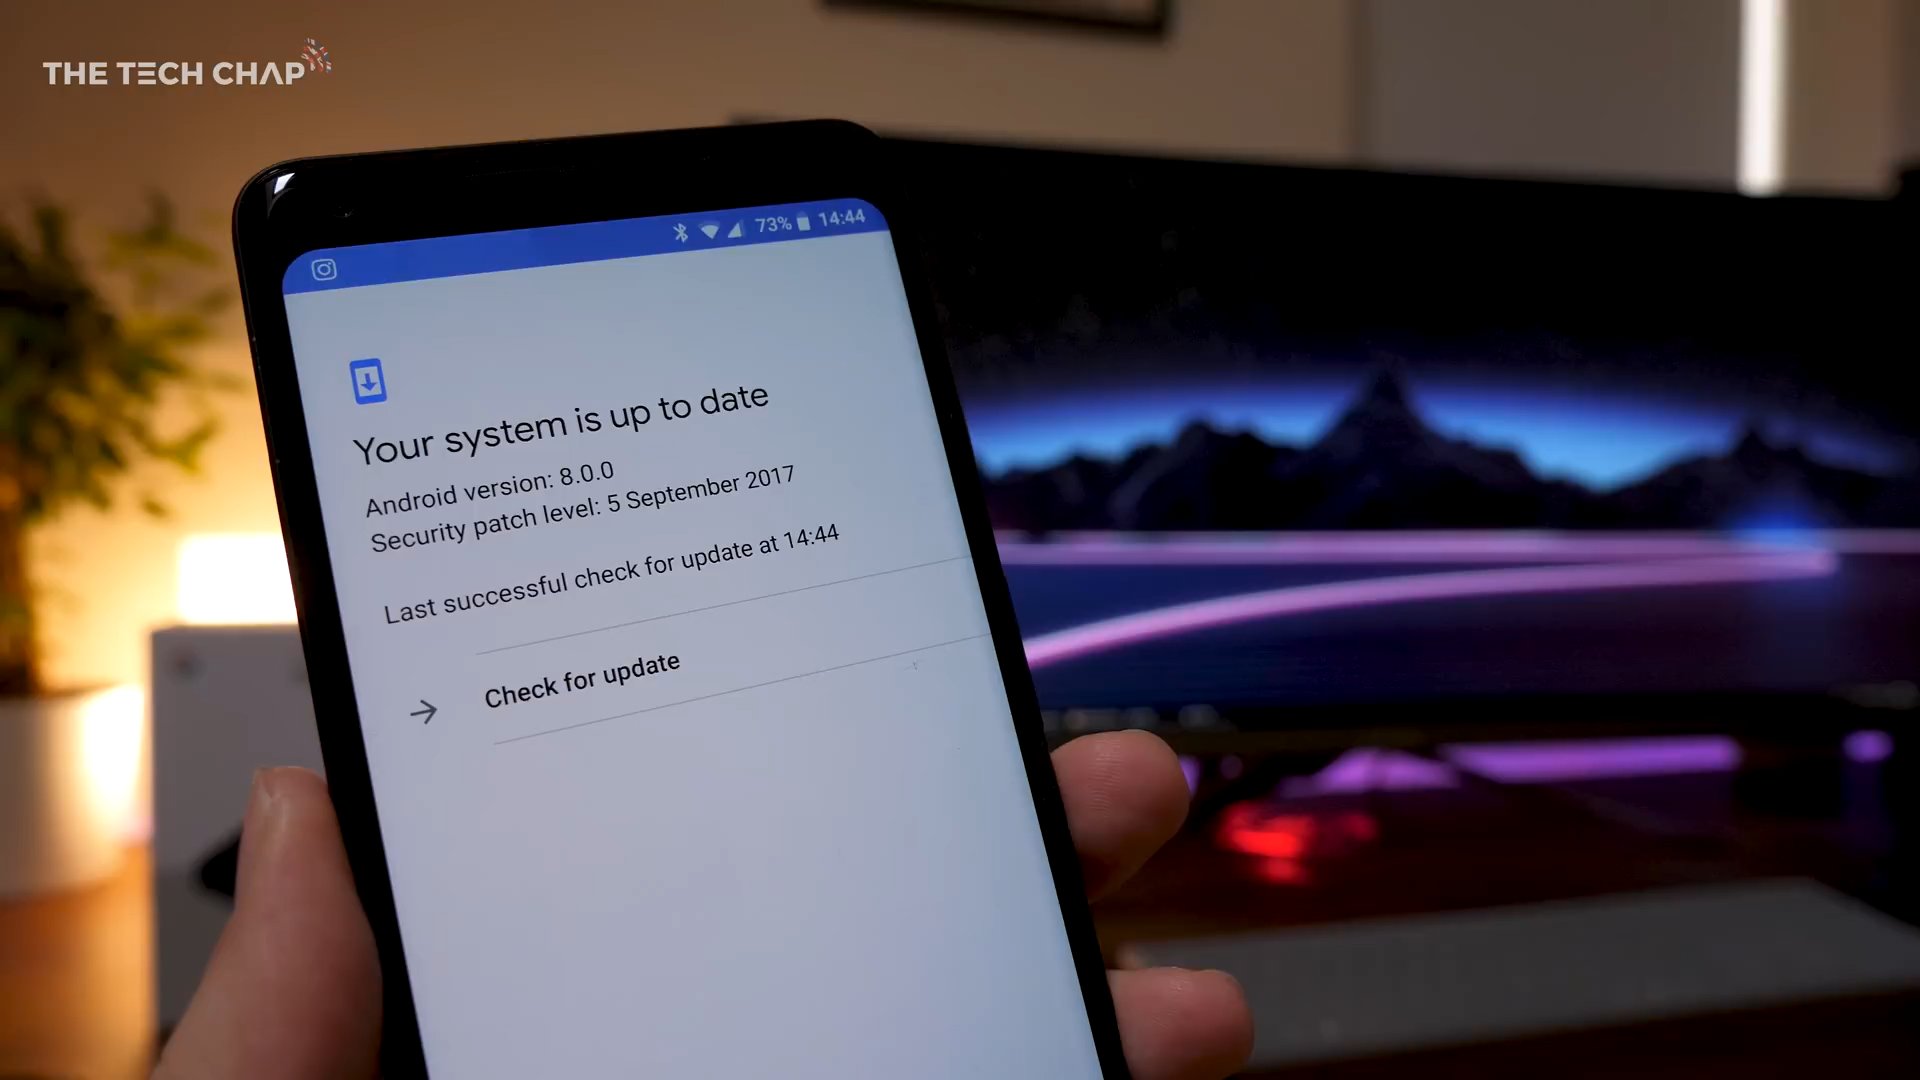 THE TECH CHAP
73% 14:44
Your system is up to date
Android version: 8.0.0
Security patch level: 5 September 2017
Last successful check for update at 14:44
Check for update